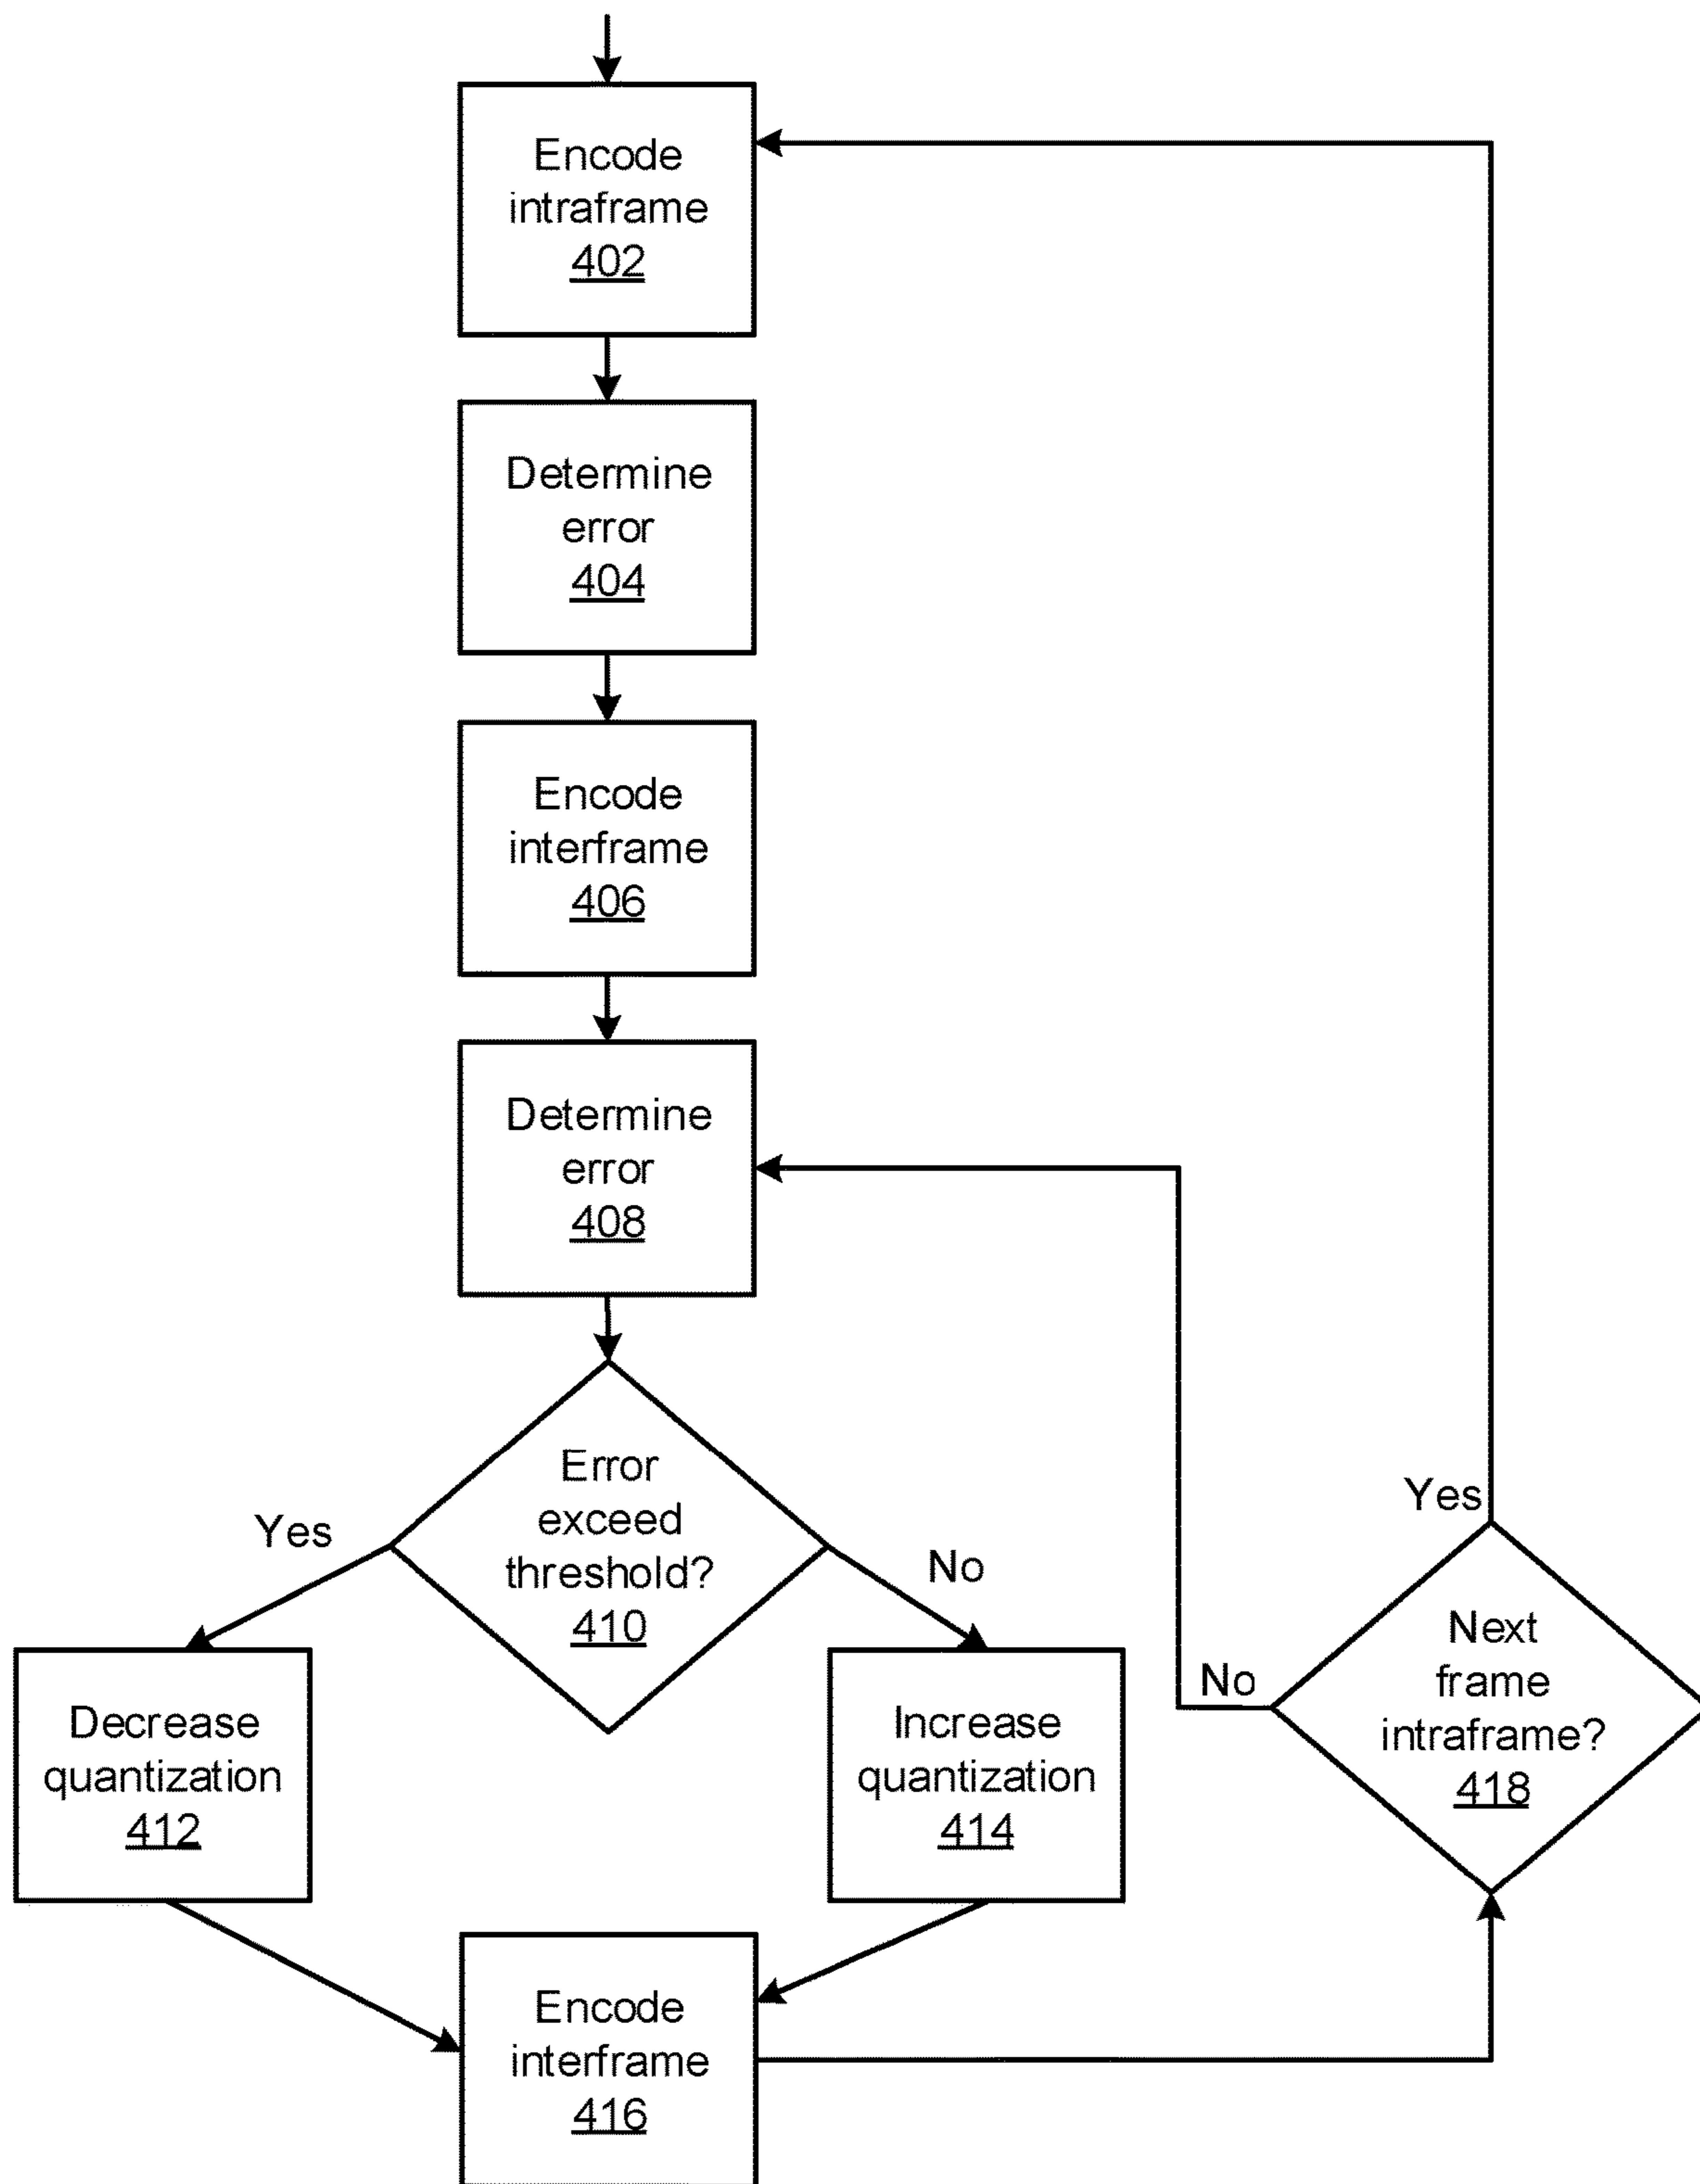 Encode
intraframe
402
Determine
error
404
Encode
interframe
406
Determine
error
408
Error
exceed
threshold?
410
Yes
No
Decrease
quantization
412
Increase
quantization
414
Encode
interframe
416
Yes
No
Next
frame
intraframe?
418